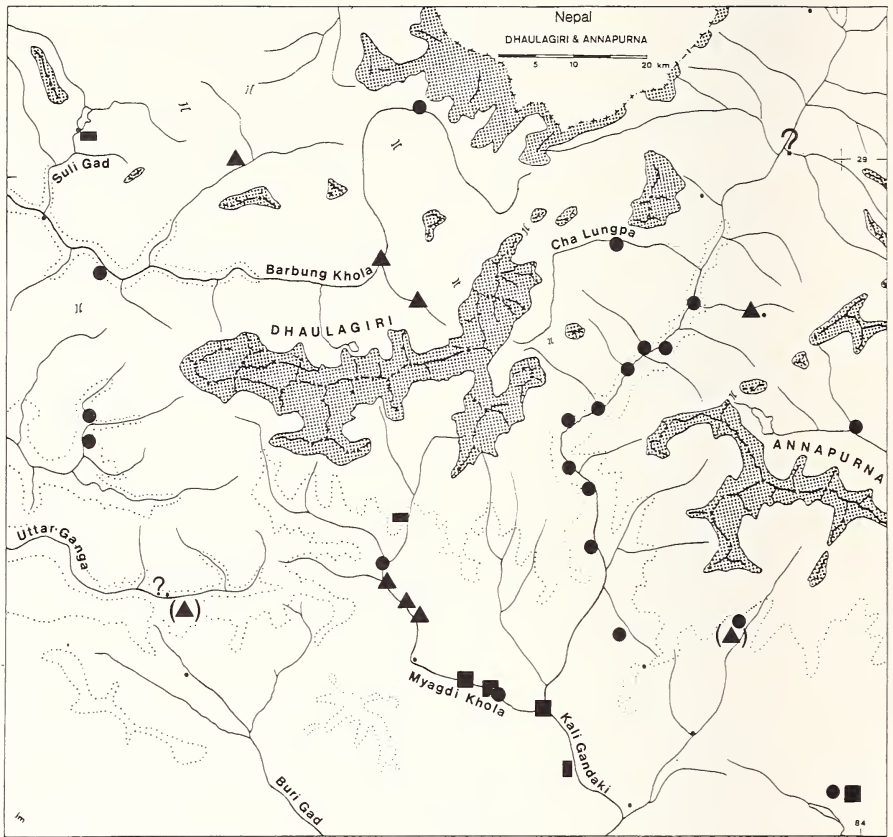 Nepal
DHAULAGIRI & ANNAPURNA
5 10 20 km
?
29
Suli Gad
Cha Lungpa
Barbung Khola
DHAULAGIRI
ANNAPURNA
Uttar Ganga
?
( )
( )
Myagdi Khola
Kali Gandaki
Buri Gad
lm
84